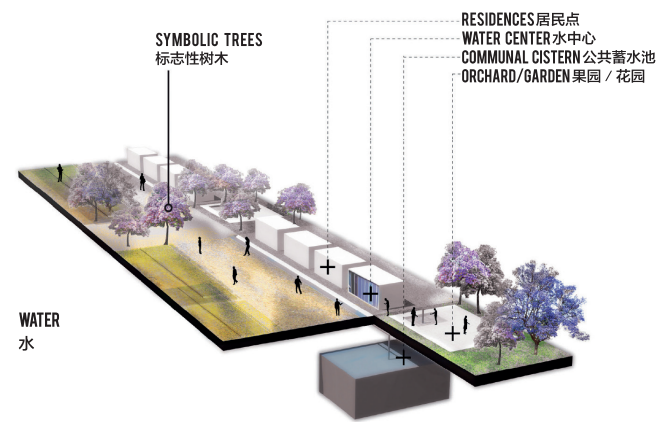 RESIDENCES居民点
WATER CENTER水中心
COMMUNAL CISTERN公共蓄水池
ORCHARD/GARDEN果园 / 花园
SYMBOLIC TREES
标志性树木
WATER
水